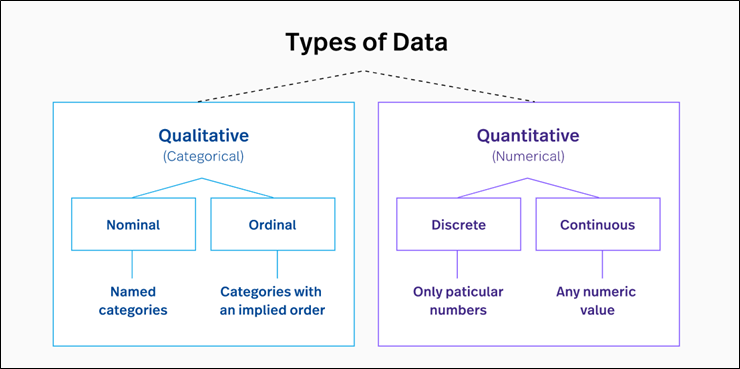 Types of Data
Qualitative
(Categorical)
Nominal
Ordinal
Named
categories
Categories with
an implied order
Quantitative
(Numerical)
Discrete
Continuous
Only paticular
numbers
Any numeric
value